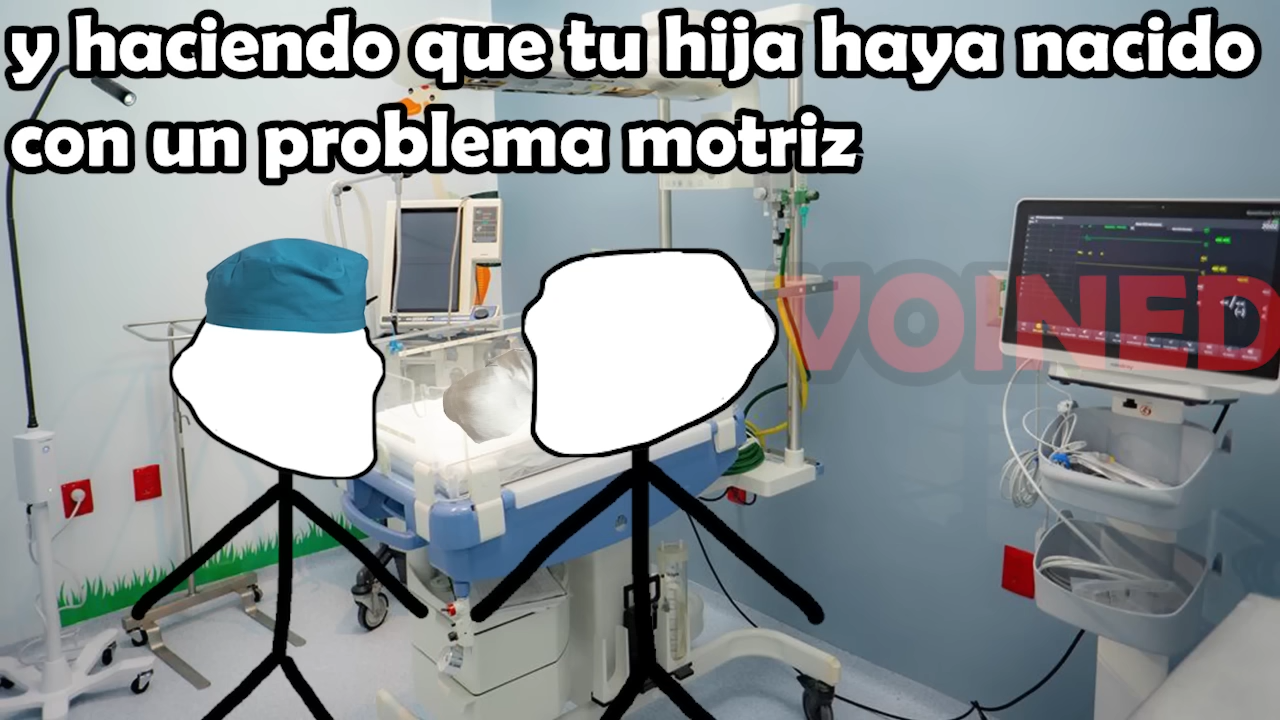 y haciendo que tu hija haya nacido
con un problema motriz
VOINED